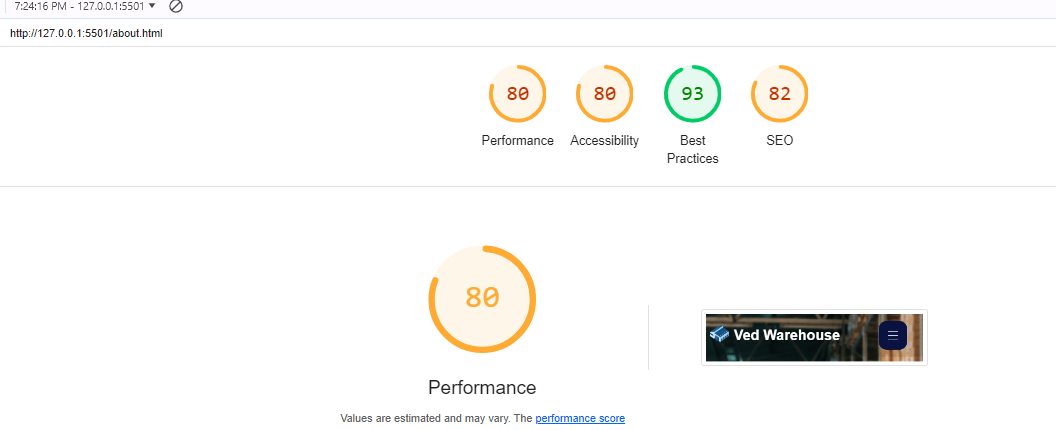 7:24:16 PM - 127.0.0.1:5501
http://127.0.0.1:5501/about.html
80 80 93 82
Performance Accessibility Best Practices SEO
80
Ved Warehouse
Performance
Values are estimated and may vary. The performance score